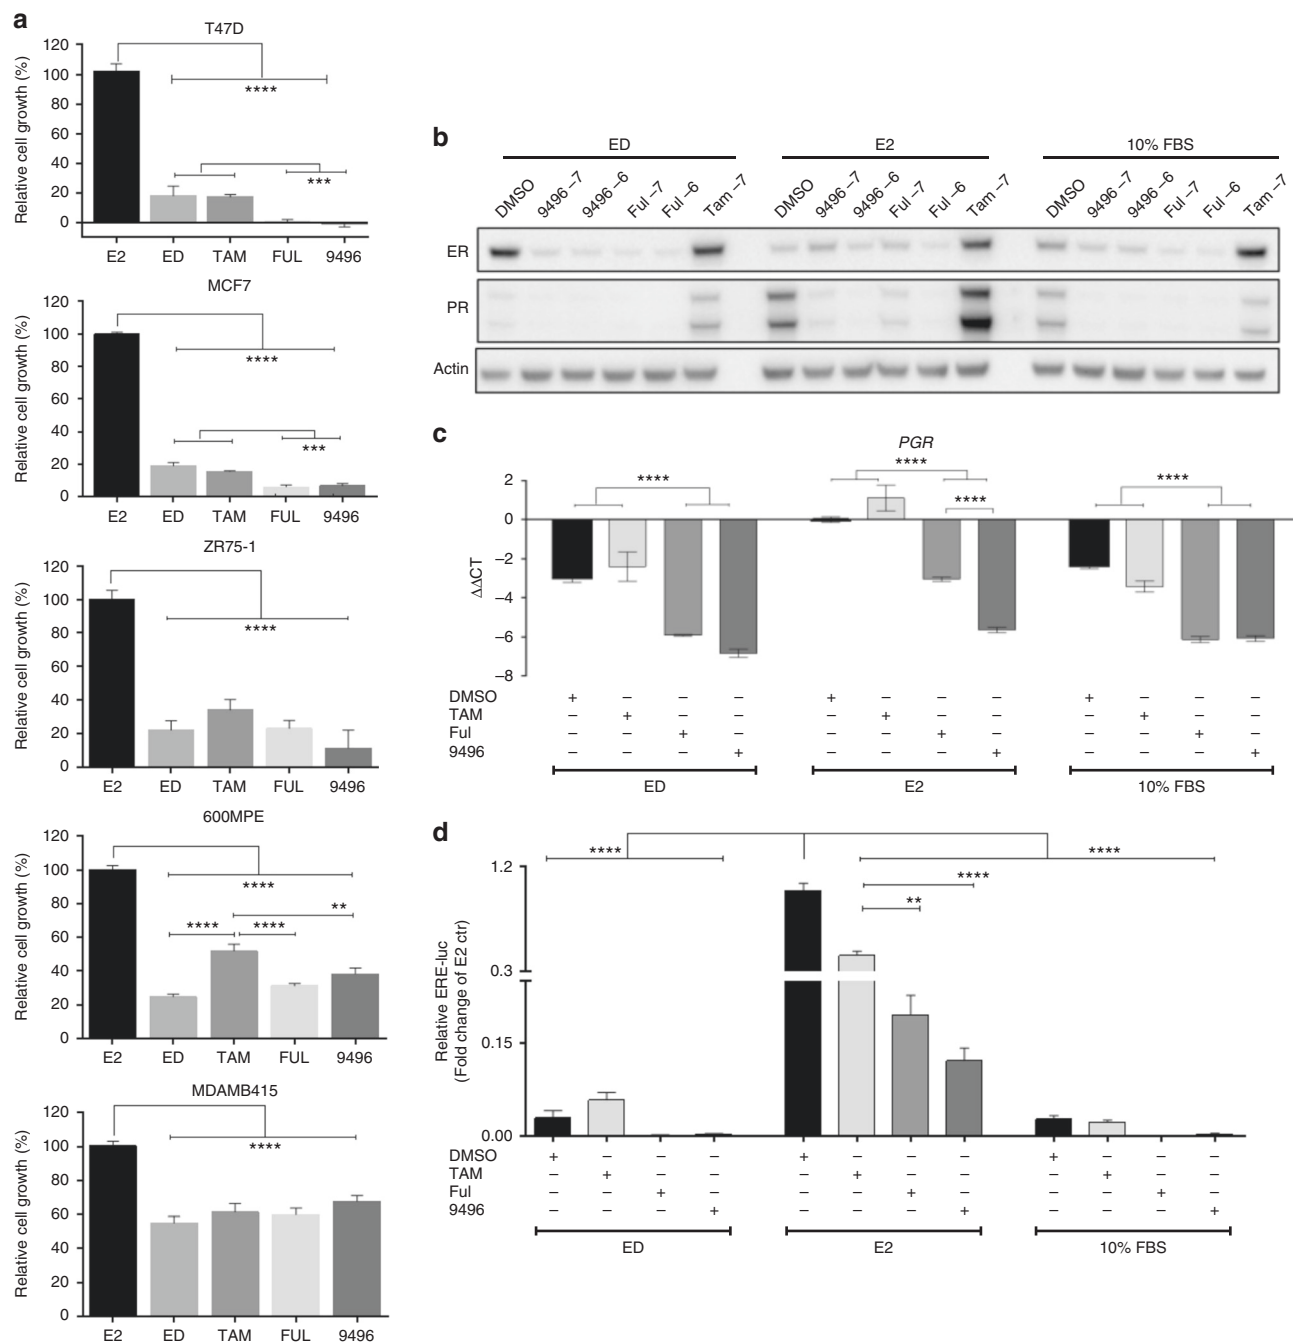 a
T47D
Relative cell growth (%)
120
100
80
60
40
20
0
****
***
E2 ED TAM FUL 9496
MCF7
Relative cell growth (%)
120
100
80
60
40
20
0
****
***
E2 ED TAM FUL 9496
ZR75-1
Relative cell growth (%)
120
100
80
60
40
20
0
****
E2 ED TAM FUL 9496
600MPE
Relative cell growth (%)
120
100
80
60
40
20
0
****
**
**** ****
E2 ED TAM FUL 9496
MDAMB415
Relative cell growth (%)
120
100
80
60
40
20
0
****
E2 ED TAM FUL 9496
b
ED E2 10% FBS
DMSO 9496 –7 9496 –6 Ful –7 Ful –6 Tam –7 DMSO 9496 –7 9496 –6 Ful –7 Ful –6 Tam –7 DMSO 9496 –7 9496 –6 Ful –7 Ful –6 Tam –7
ER
PR
Actin
c
PGR
ΔΔCT
2
0
–2
–4
–6
–8
**** **** ****
****
DMSO + – – – + – – – + – – –
TAM – + – – – + – – – + – –
Ful – – + – – – + – – – + –
9496 – – – + – – – + – – – +
ED E2 10% FBS
d
Relative ERE-luc
(Fold change of E2 ctr)
1.2
0.3
0.15
0.00
**** ****
****
**
DMSO + – – – + – – – + – – –
TAM – + – – – + – – – + – –
Ful – – + – – – + – – – + –
9496 – – – + – – – + – – – +
ED E2 10% FBS